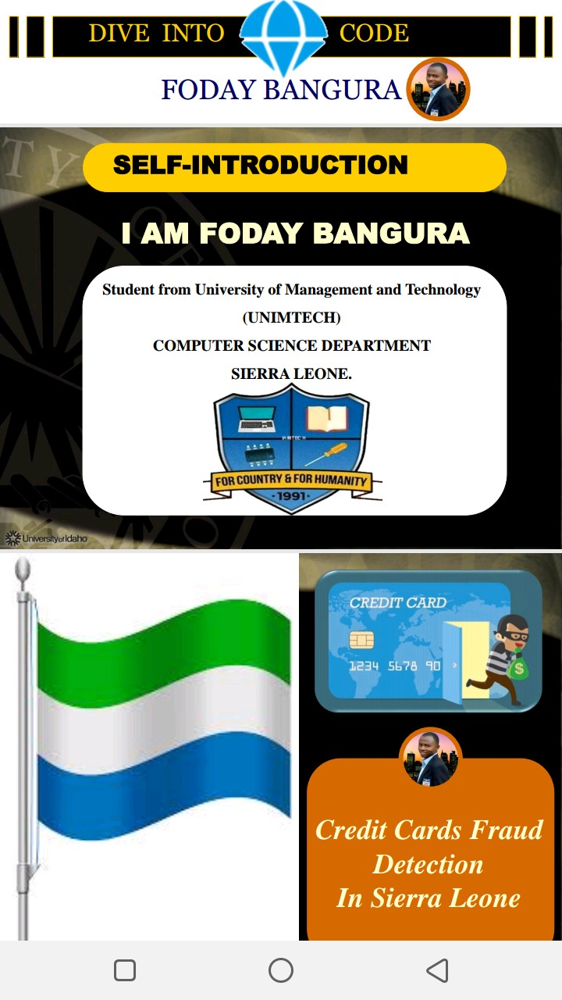 DIVE INTO CODE
FODAY BANGURA
SELF-INTRODUCTION
I AM FODAY BANGURA
Student from University of Management and Technology
(UNIMTECH)
COMPUTER SCIENCE DEPARTMENT
SIERRA LEONE.
FOR COUNTRY & FOR HUMANITY
·1991·
University of Idaho
CREDIT CARD
1234 5678 90
$
Credit Cards Fraud
Detection
In Sierra Leone